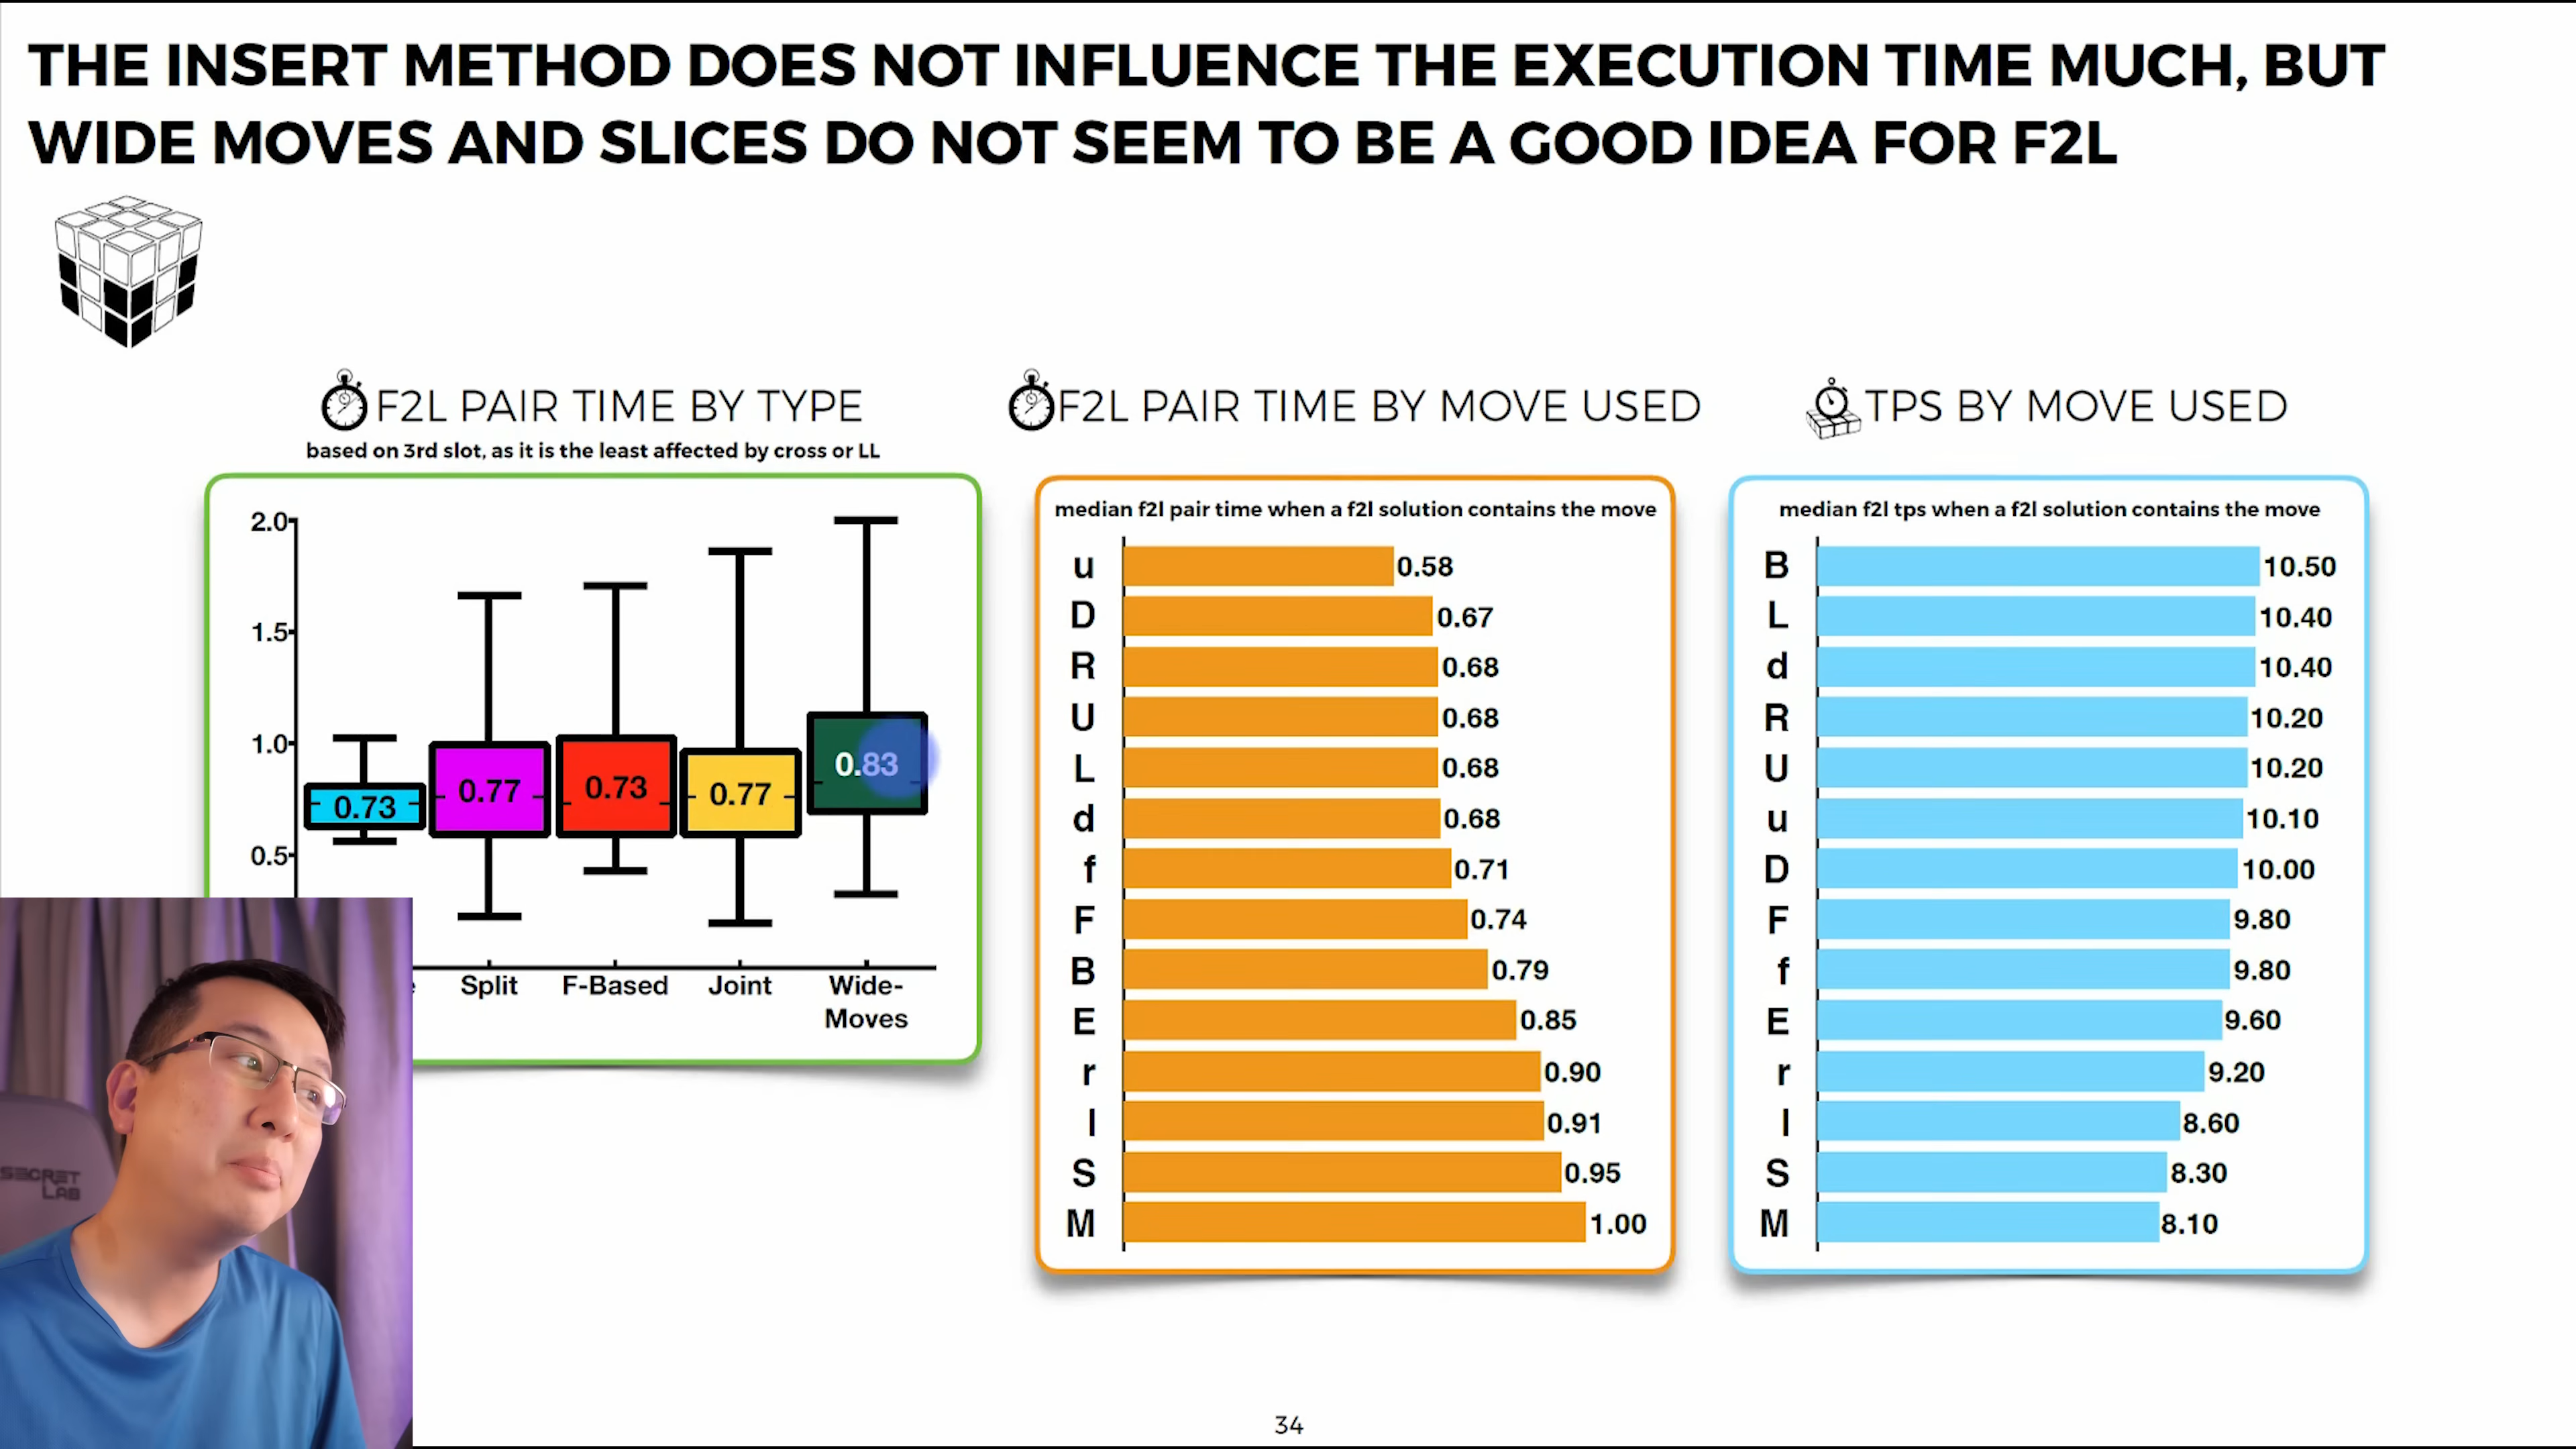 THE INSERT METHOD DOES NOT INFLUENCE THE EXECUTION TIME MUCH, BUT
WIDE MOVES AND SLICES DO NOT SEEM TO BE A GOOD IDEA FOR F2L
F2L PAIR TIME BY TYPE
based on 3rd slot, as it is the least affected by cross or LL
2.0
1.5
1.0
0.5
0.73
0.77
0.73
0.77
0.83
Split
F-Based
Joint
Wide-
Moves
F2L PAIR TIME BY MOVE USED
median f2l pair time when a f2l solution contains the move
u 0.58
D 0.67
R 0.68
U 0.68
L 0.68
d 0.68
f 0.71
F 0.74
B 0.79
E 0.85
r 0.90
l 0.91
S 0.95
M 1.00
TPS BY MOVE USED
median f2l tps when a f2l solution contains the move
B 10.50
L 10.40
d 10.40
R 10.20
U 10.20
u 10.10
D 10.00
F 9.80
f 9.80
E 9.60
r 9.20
l 8.60
S 8.30
M 8.10
SECRET
LAB
34